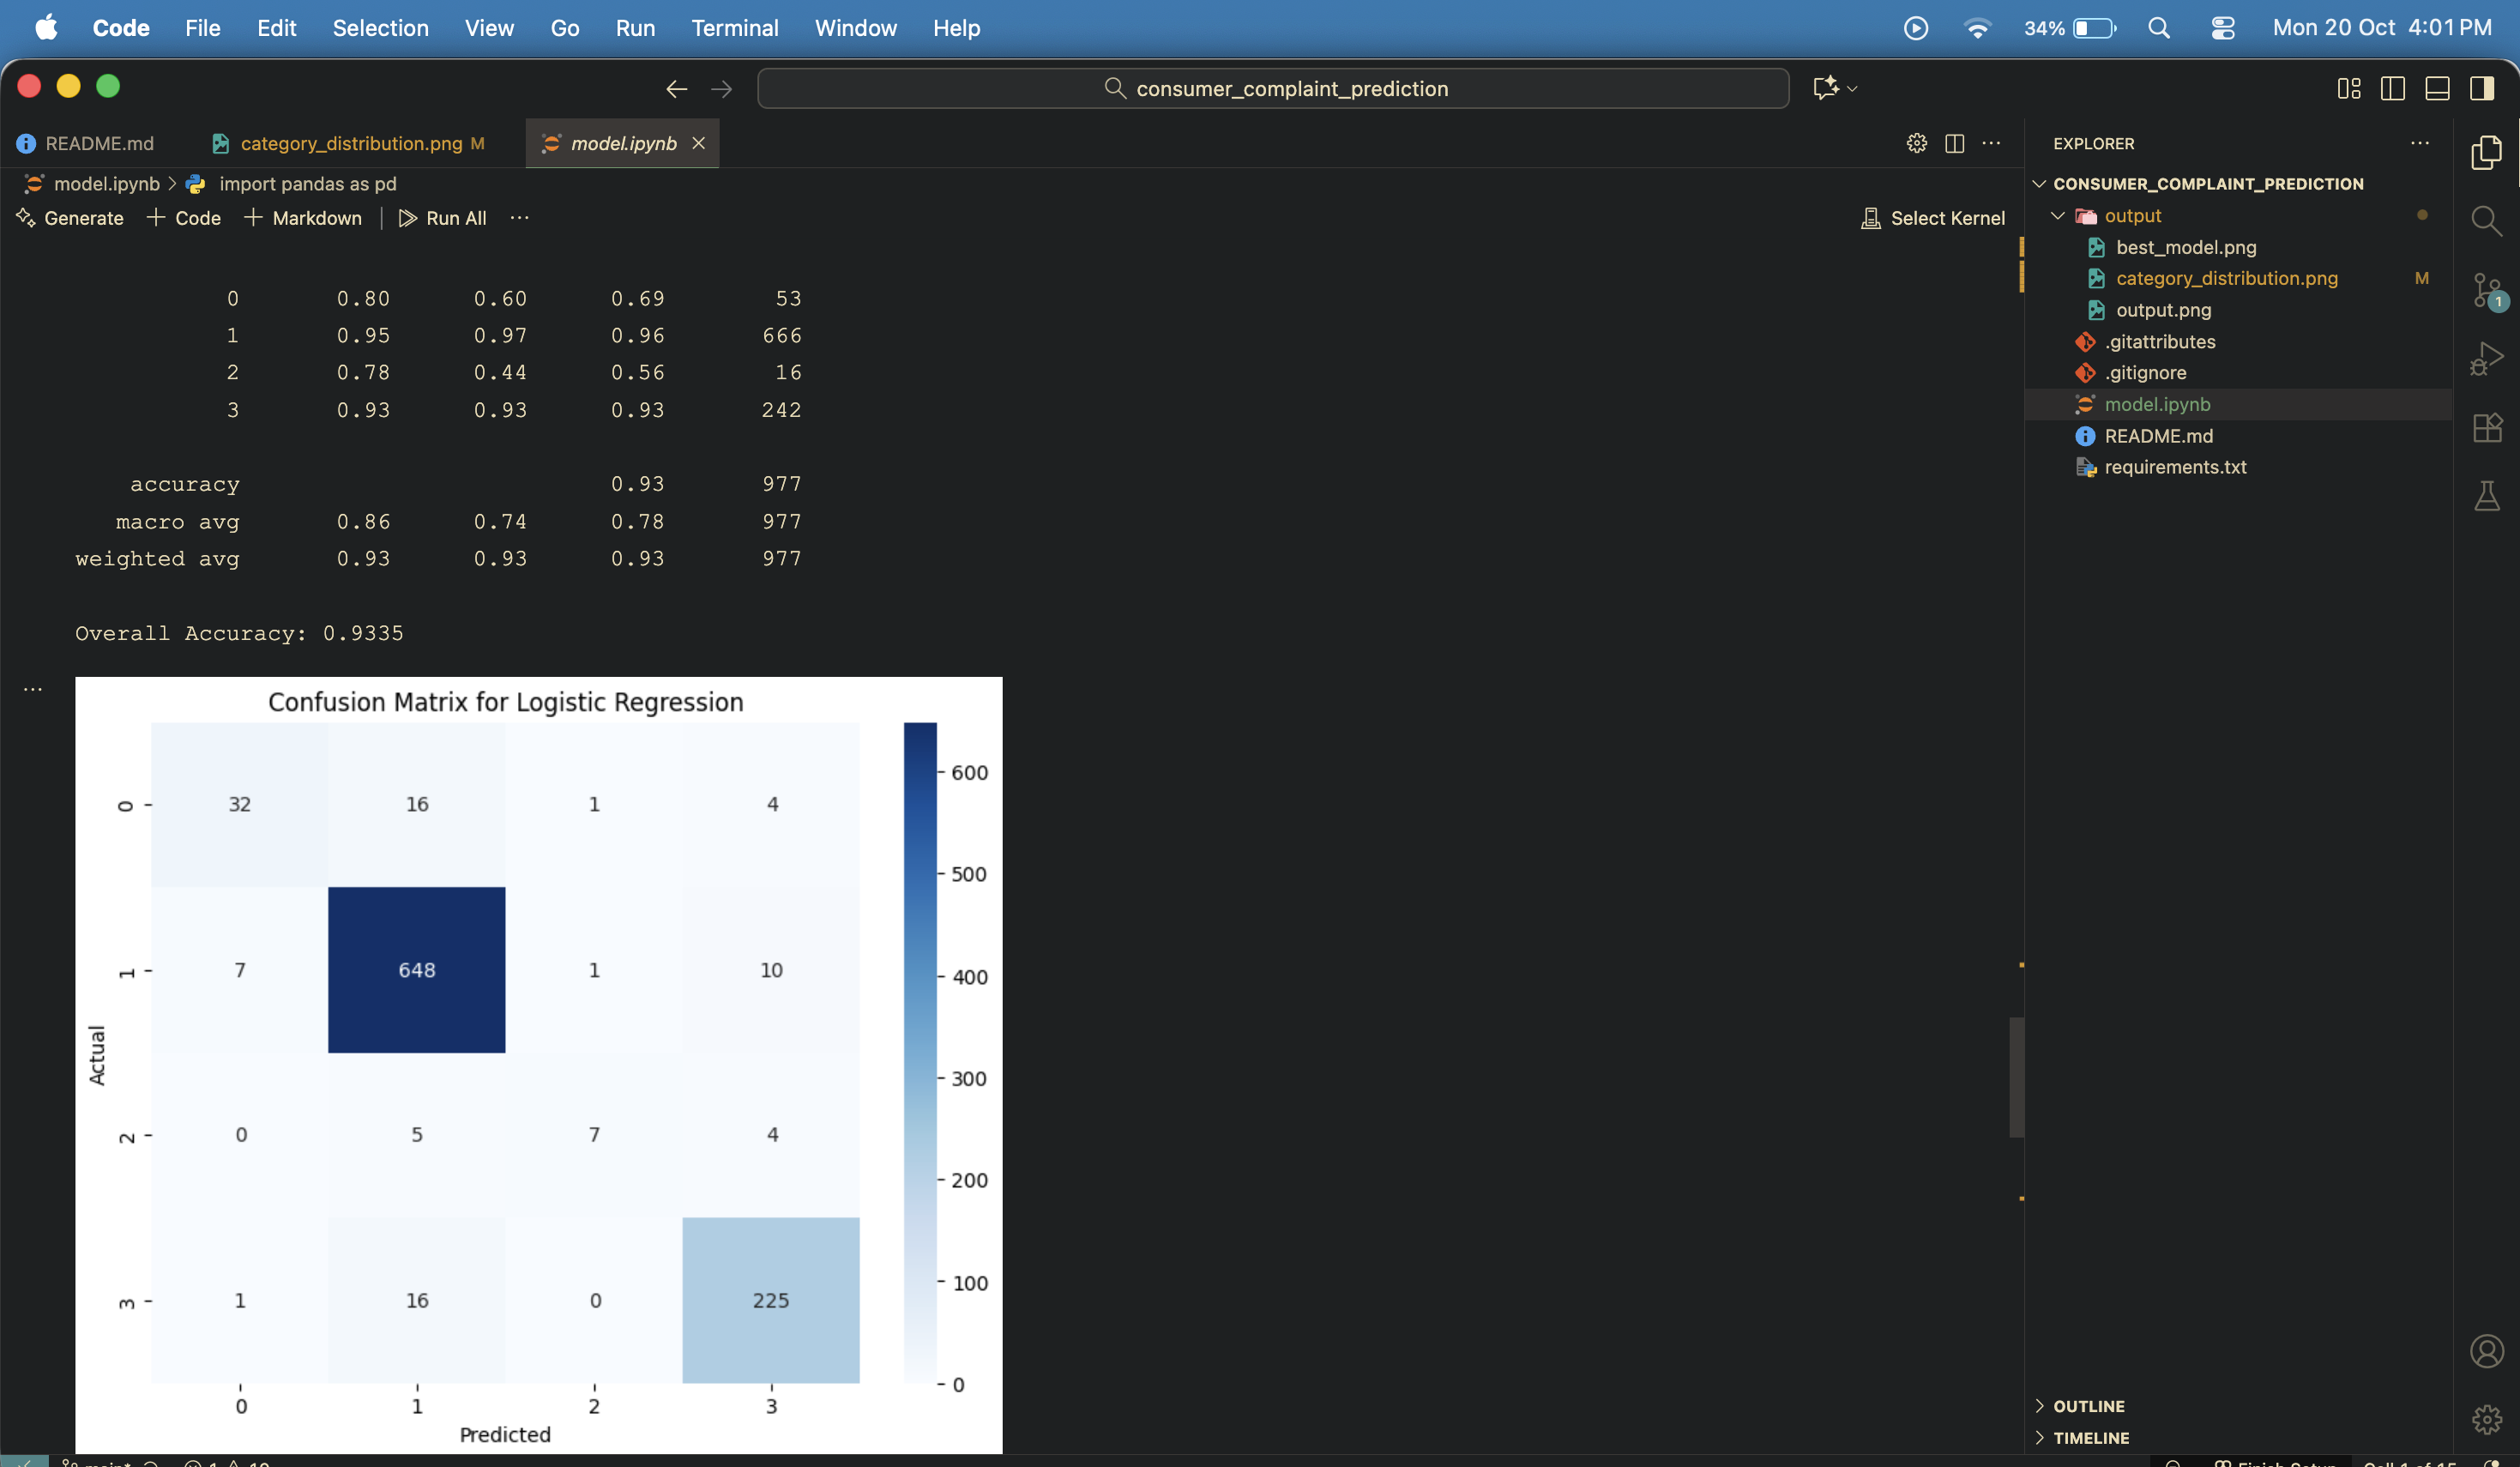 Code File Edit Selection View Go Run Terminal Window Help 34% Mon 20 Oct 4:01 PM
consumer_complaint_prediction
README.md category_distribution.png M model.ipynb
model.ipynb > import pandas as pd
Generate + Code + Markdown | Run All ... Select Kernel
0 0.80 0.60 0.69 53
1 0.95 0.97 0.96 666
2 0.78 0.44 0.56 16
3 0.93 0.93 0.93 242
accuracy 0.93 977
macro avg 0.86 0.74 0.78 977
weighted avg 0.93 0.93 0.93 977
Overall Accuracy: 0.9335
Confusion Matrix for Logistic Regression
0 32 16 1 4
1 7 648 1 10
2 0 5 7 4
3 1 16 0 225
Actual
0 1 2 3
Predicted
600
500
400
300
200
100
0
EXPLORER
CONSUMER_COMPLAINT_PREDICTION
output
best_model.png
category_distribution.png M
output.png
.gitattributes
.gitignore
model.ipynb
README.md
requirements.txt
1
OUTLINE
TIMELINE